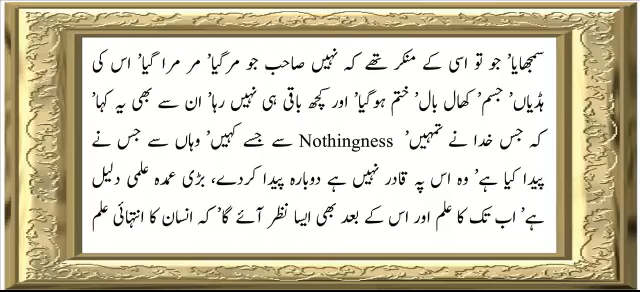 سمجھایا’ جو تو اسی کے منکر تھے کہ نہیں صاحب جو مرگیا’ مر مرا گیا’ اس کی
ہڈیاں’ جسم’ کھال بال’ ختم ہوگیا’ اور کچھ باقی ہی نہیں رہا’ ان سے بھی یہ کہا’
کہ جس خدا نے تمہیں’ Nothingness سے جسے کہیں’ وہاں سے جس نے
پیدا کیا ہے’ وہ اس پہ قادر نہیں ہے دوبارہ پیدا کردے، بڑی عمدہ علمی دلیل
ہے’ اب تک کا علم اور اس کے بعد بھی ایسا نظر آئے گا’ کہ انسان کا انتہائی علم